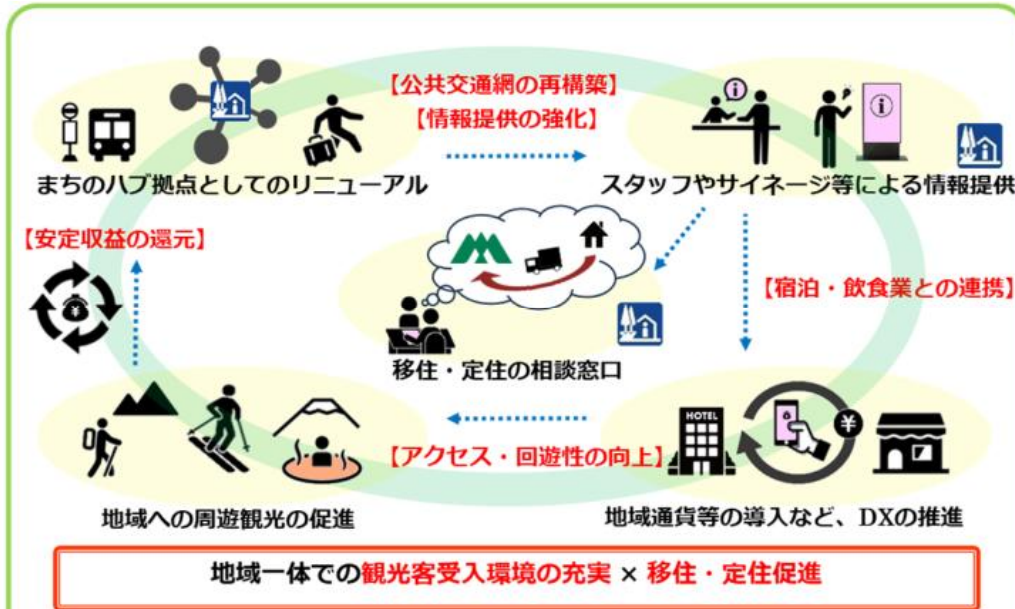 【公共交通網の再構築】
【情報提供の強化】
まちのハブ拠点としてのリニューアル
スタッフやサイネージ等による情報提供
【安定収益の還元】
【宿泊・飲食業との連携】
移住・定住の相談窓口
HOTEL
¥
【アクセス・回遊性の向上】
地域への周遊観光の促進
地域通貨等の導入など、DXの推進
地域一体での観光客受入環境の充実 × 移住・定住促進